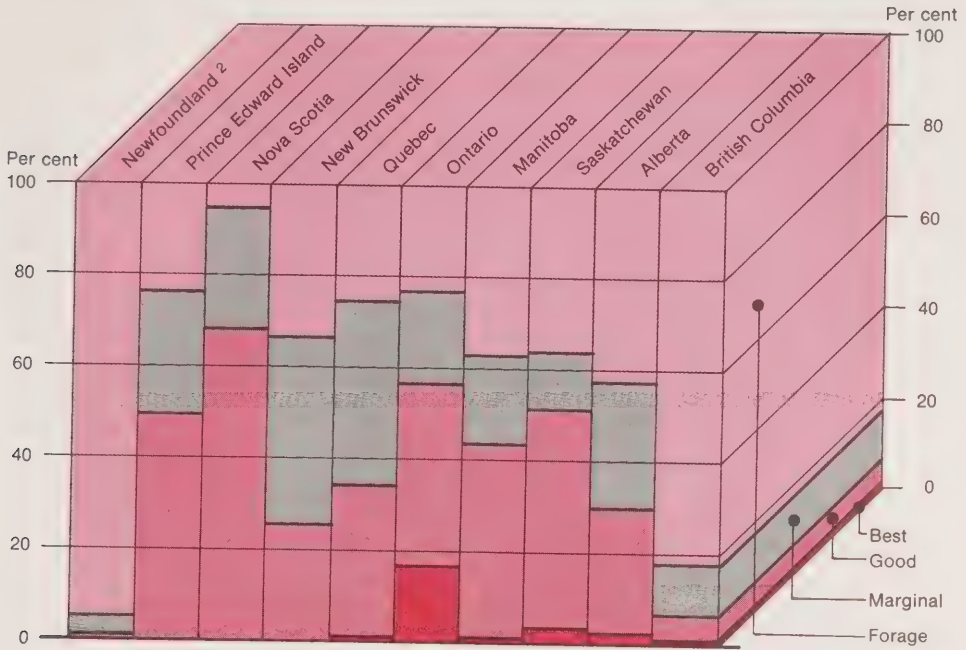 Per cent
100
80
60
40
20
0
Newfoundland 2
Prince Edward Island
Nova Scotia
New Brunswick
Quebec
Ontario
Manitoba
Saskatchewan
Alberta
British Columbia
Per cent
100
80
60
40
20
0
Best
Good
Marginal
Forage